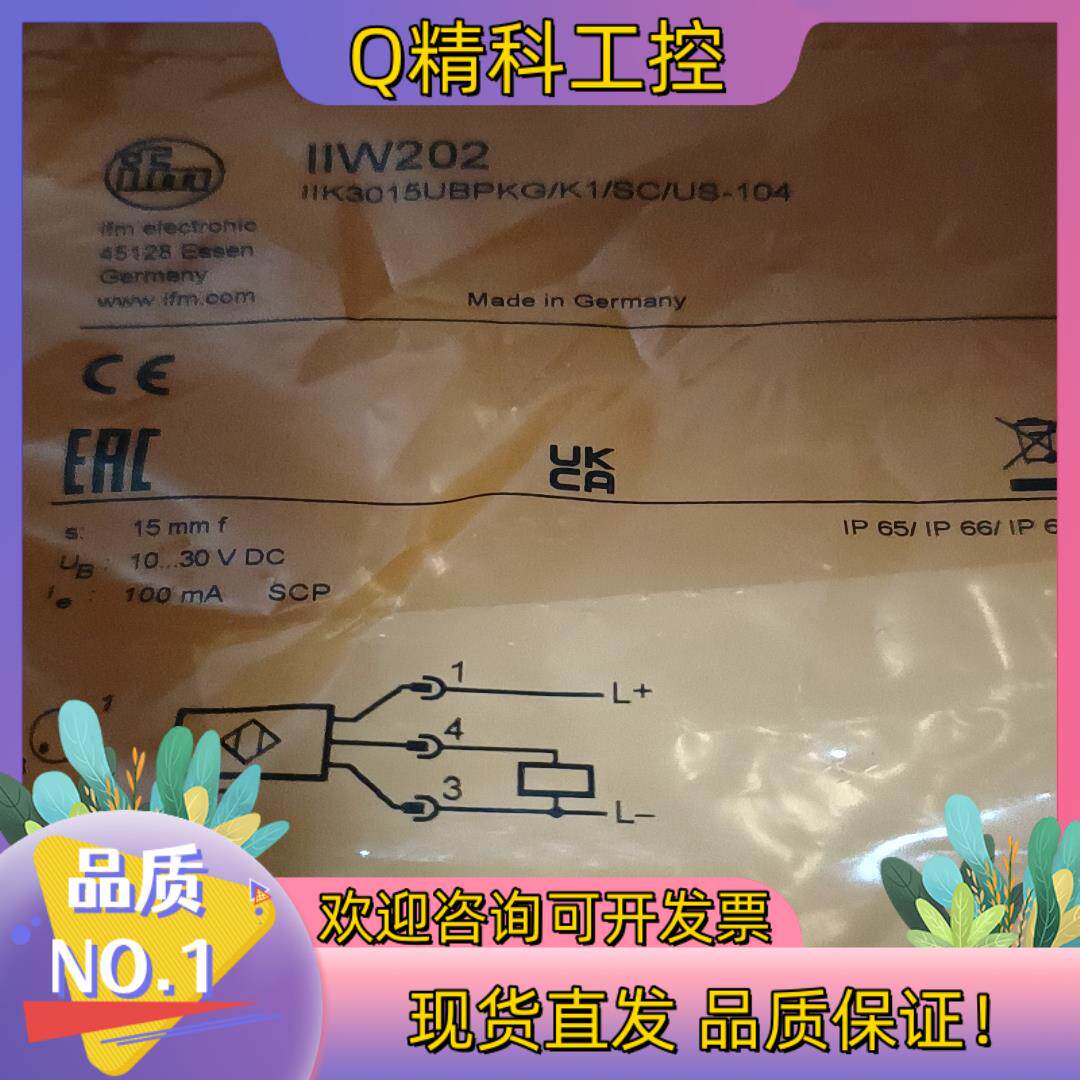 Q精科工控
ifm
IIW202
IIK3015UBPKG/K1/SC/US-104
ifm electronic
45128 Essen
Germany
www.ifm.com
Made in Germany
CE
EAC
UK
CA
s: 15 mm f
UB: 10...30 V DC
Ie: 100 mA SCP
IP 65/ IP 66/ IP 6
1
1
L+
4
3
L-
品质
NO.1
欢迎咨询可开发票
现货直发 品质保证!